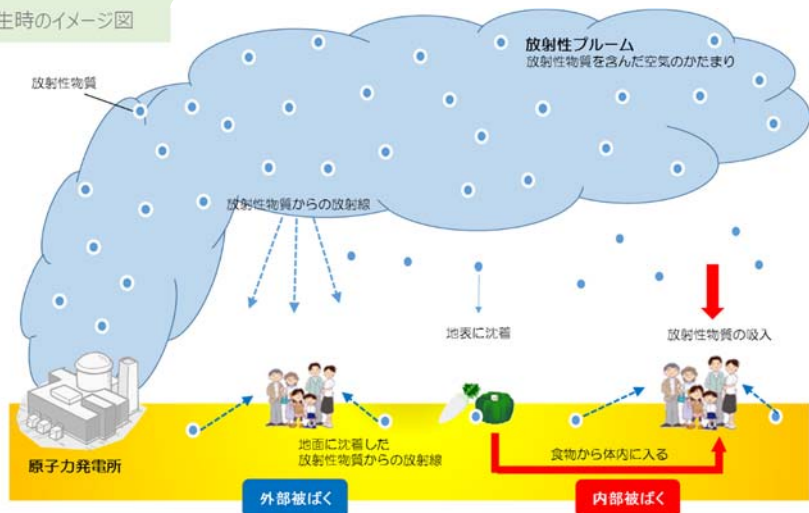 生時のイメージ図
放射性プルーム
放射性物質を含んだ空気のかたまり
放射性物質
放射性物質からの放射線
地表に沈着
放射性物質の吸入
地面に沈着した
放射性物質からの放射線
食物から体内に入る
原子力発電所
外部被ばく
内部被ばく